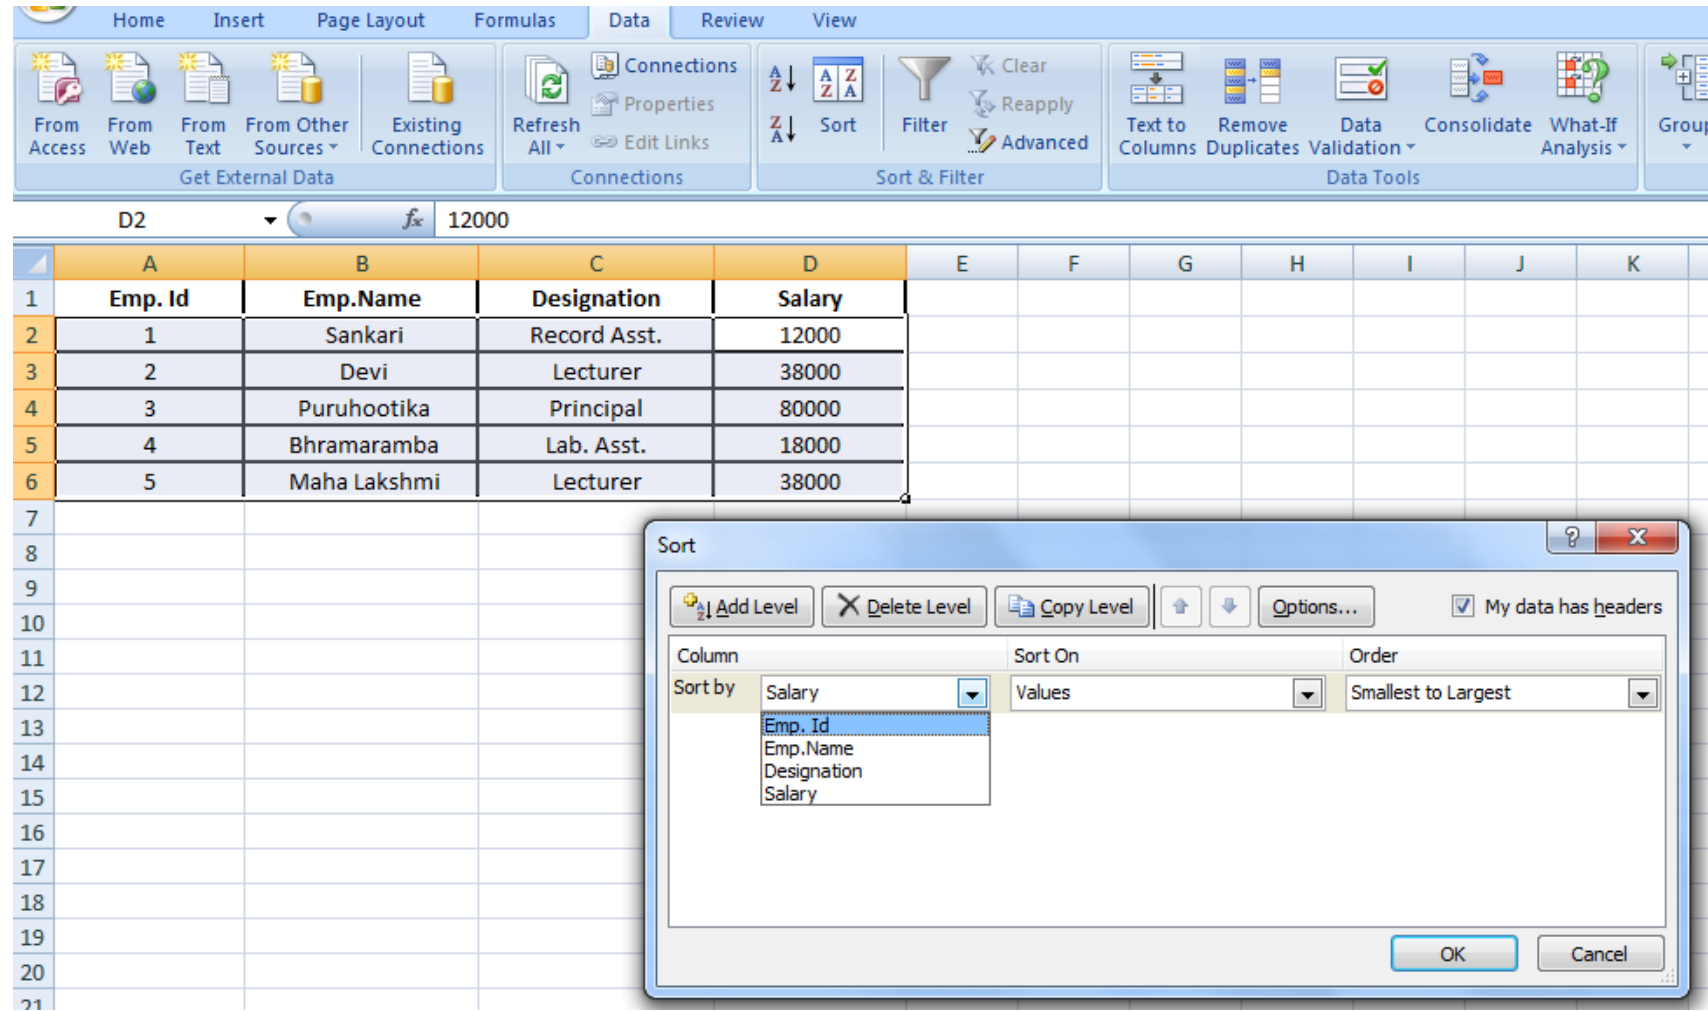 Home Insert Page Layout Formulas Data Review View
Connections Clear
Properties Reapply
From Access From Web From Text From Other Sources Existing Connections Refresh All Edit Links Sort Filter Advanced Text to Columns Remove Duplicates Data Validation Consolidate What-If Analysis
Get External Data Connections Sort & Filter Data Tools
D2 fx 12000
A B C D E F G H I J K
1 Emp. Id Emp.Name Designation Salary
2 1 Sankari Record Asst. 12000
3 2 Devi Lecturer 38000
4 3 Puruhootika Principal 80000
5 4 Bhramaramba Lab. Asst. 18000
6 5 Maha Lakshmi Lecturer 38000
7
8
9
10
11
12
13
14
15
16
17
18
19
20
21
Sort
Add Level Delete Level Copy Level Options... My data has headers
Column Sort On Order
Sort by Salary Values Smallest to Largest
Emp. Id
Emp.Name
Designation
Salary
OK Cancel